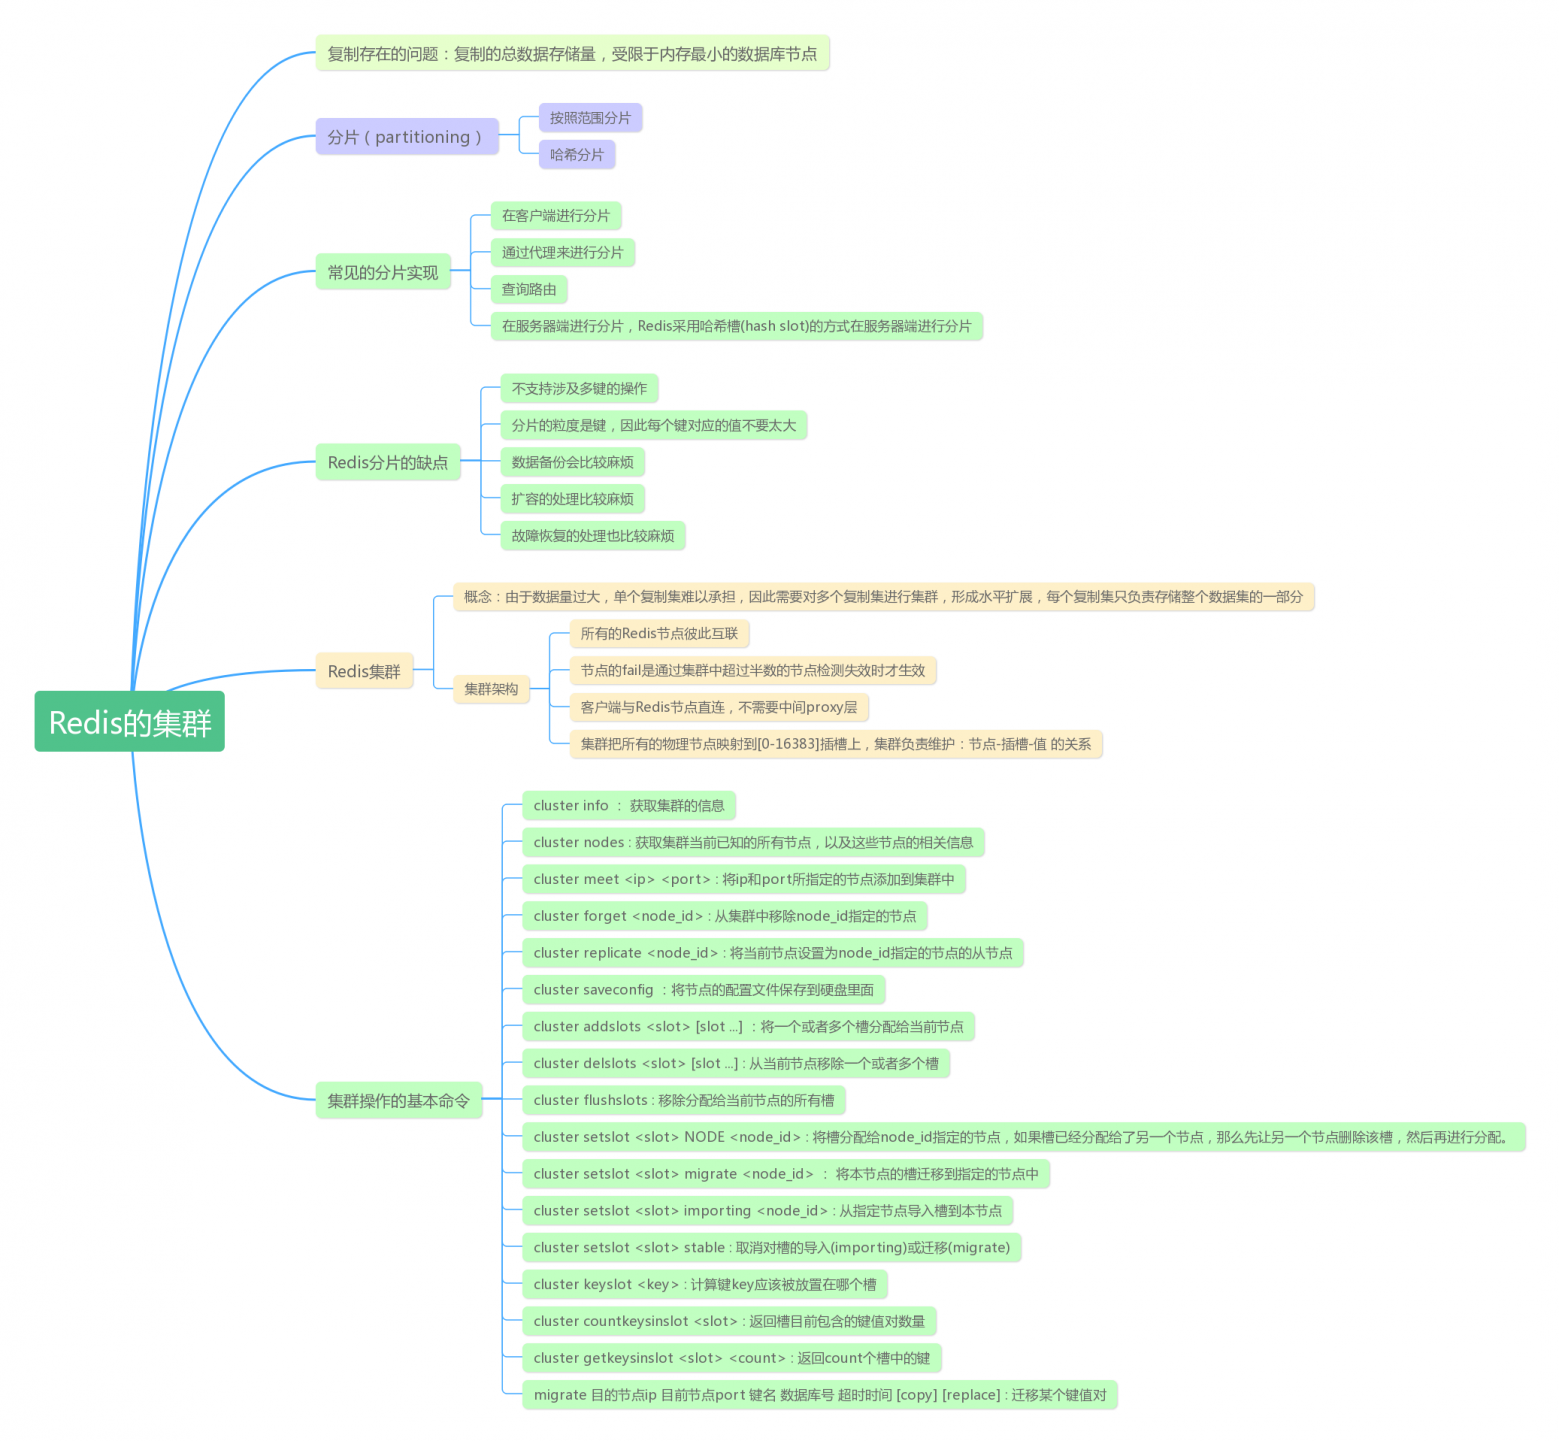 复制存在的问题：复制的总数据存储量，受限于内存最小的数据库节点
分片（partitioning）
按照范围分片
哈希分片
常见的分片实现
在客户端进行分片
通过代理来进行分片
查询路由
在服务器端进行分片，Redis采用哈希槽(hash slot)的方式在服务器端进行分片
Redis分片的缺点
不支持涉及多键的操作
分片的粒度是键，因此每个键对应的值不要太大
数据备份会比较麻烦
扩容的处理比较麻烦
故障恢复的处理也比较麻烦
Redis集群
概念：由于数据量过大，单个复制集难以承担，因此需要对多个复制集进行集群，形成水平扩展，每个复制集只负责存储整个数据集的一部分
集群架构
所有的Redis节点彼此互联
节点的fail是通过集群中超过半数的节点检测失效时才生效
客户端与Redis节点直连，不需要中间proxy层
集群把所有的物理节点映射到[0-16383]插槽上，集群负责维护：节点-插槽-值 的关系
Redis的集群
集群操作的基本命令
cluster info ： 获取集群的信息
cluster nodes : 获取集群当前已知的所有节点，以及这些节点的相关信息
cluster meet <ip> <port> : 将ip和port所指定的节点添加到集群中
cluster forget <node_id> : 从集群中移除node_id指定的节点
cluster replicate <node_id> : 将当前节点设置为node_id指定的节点的从节点
cluster saveconfig ：将节点的配置文件保存到硬盘里面
cluster addslots <slot> [slot ...] ：将一个或者多个槽分配给当前节点
cluster delslots <slot> [slot ...] : 从当前节点移除一个或者多个槽
cluster flushslots : 移除分配给当前节点的所有槽
cluster setslot <slot> NODE <node_id> : 将槽分配给node_id指定的节点，如果槽已经分配给了另一个节点，那么先让另一个节点删除该槽，然后再进行分配。
cluster setslot <slot> migrate <node_id> ： 将本节点的槽迁移到指定的节点中
cluster setslot <slot> importing <node_id> : 从指定节点导入槽到本节点
cluster setslot <slot> stable : 取消对槽的导入(importing)或迁移(migrate)
cluster keyslot <key> : 计算键key应该被放置在哪个槽
cluster countkeysinslot <slot> : 返回槽目前包含的键值对数量
cluster getkeysinslot <slot> <count> : 返回count个槽中的键
migrate 目的节点ip 目前节点port 键名 数据库号 超时时间 [copy] [replace] : 迁移某个键值对